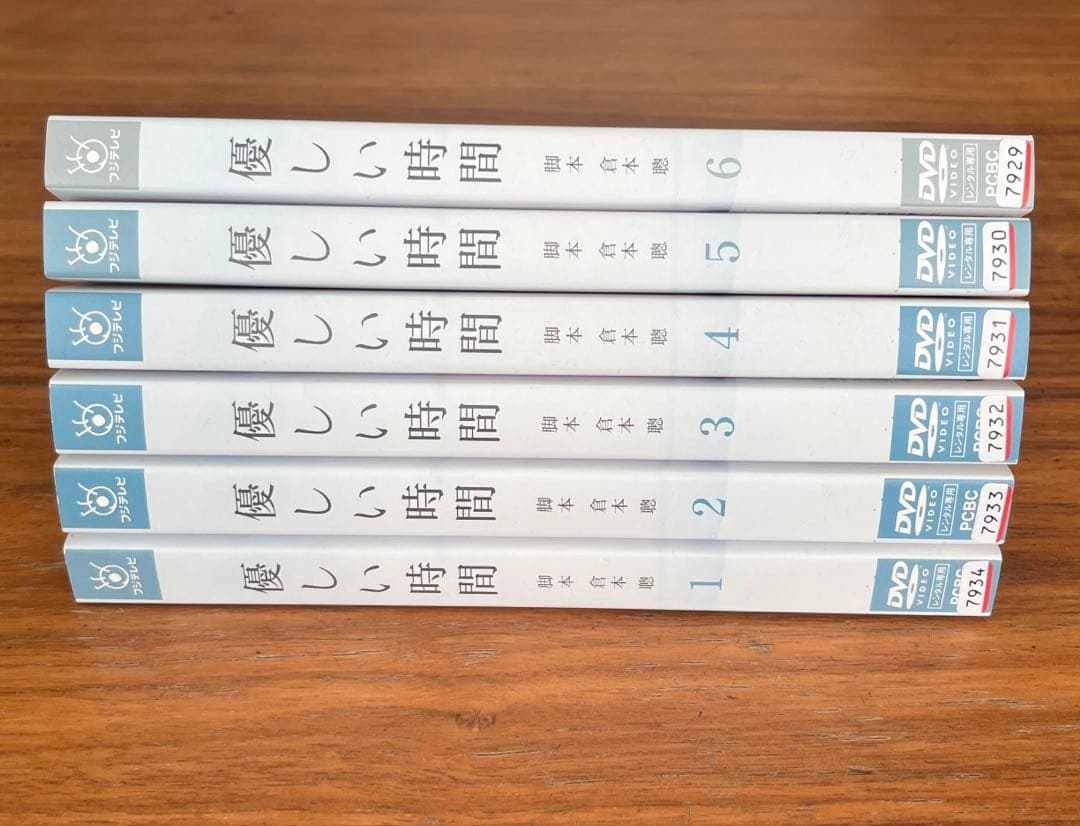 フジテレビ 優しい時間 脚本 倉本聰 6 DVD VIDEO レンタル専用 PCBC 7929
フジテレビ 優しい時間 脚本 倉本聰 5 DVD VIDEO レンタル専用 7930
フジテレビ 優しい時間 脚本 倉本聰 4 DVD VIDEO レンタル専用 7931
フジテレビ 優しい時間 脚本 倉本聰 3 DVD VIDEO レンタル専用 PCBC 7932
フジテレビ 優しい時間 脚本 倉本聰 2 DVD VIDEO レンタル専用 PCBC 7933
フジテレビ 優しい時間 脚本 倉本聰 1 DVD VIDEO レンタル専用 PCBC 7934